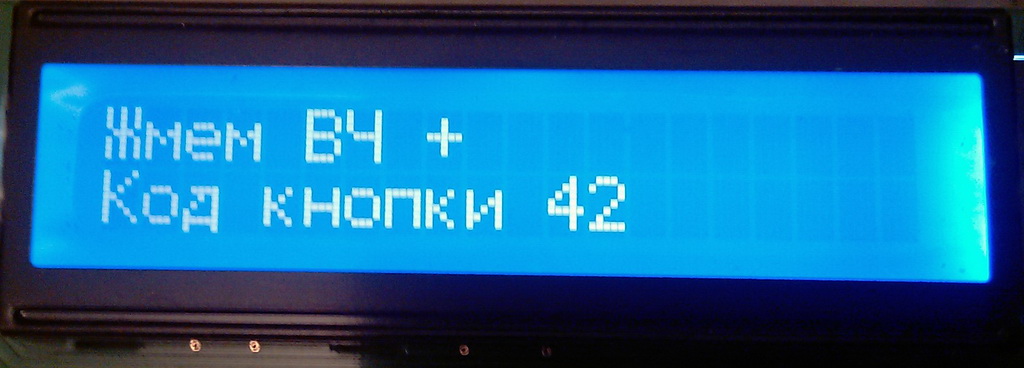 Жмем ВЧ +
Код кнопки 42